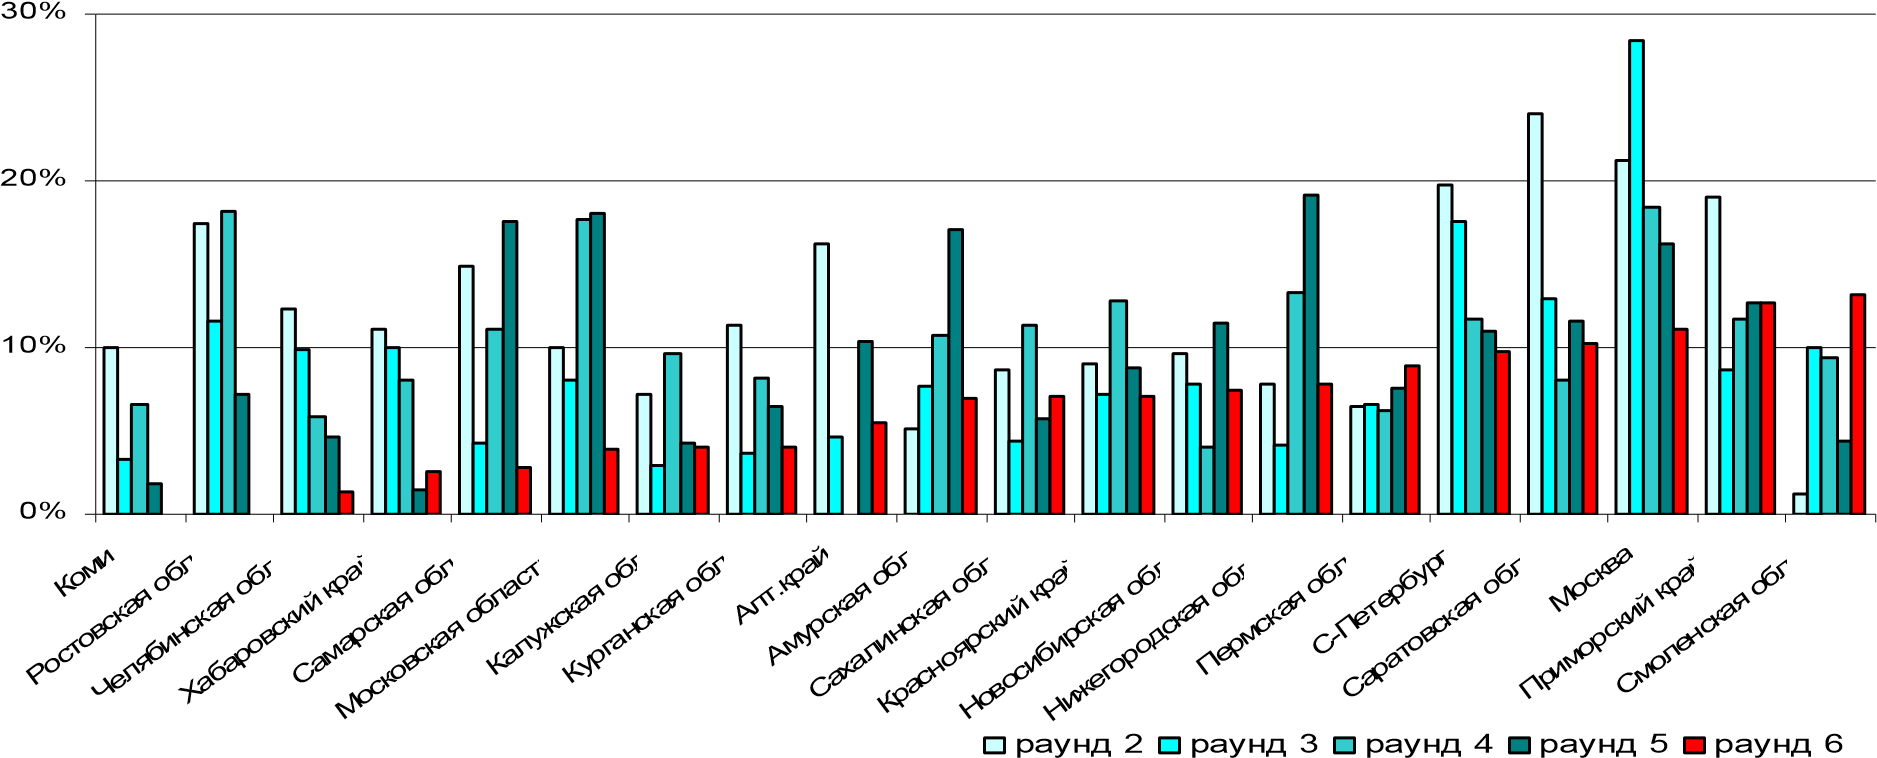 30%
20%
10%
0%
Коми
Ростовская обл
Челябинская обл
Хабаровский край
Самарская обл
Московская област
Калужская обл
Курганская обл
Алт.край
Амурская обл
Сахалинская обл
Красноярский край
Новосибирская обл
Нижегородская обл
Пермская обл
С-Петербург
Саратовская обл
Москва
Приморский край
Смоленская обл
раунд 2 раунд 3 раунд 4 раунд 5 раунд 6